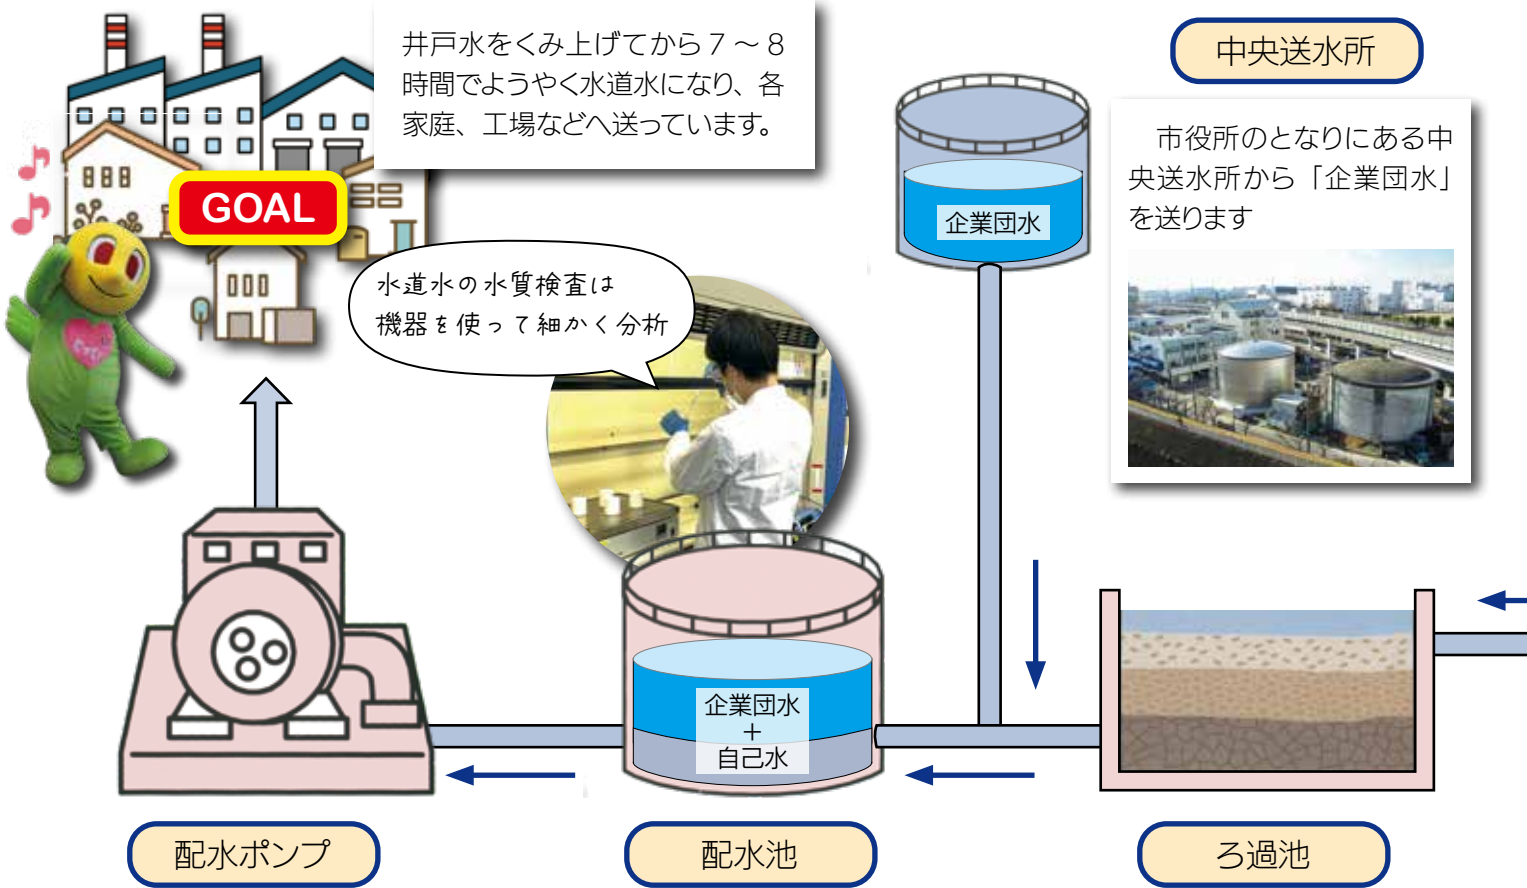 井戸水をくみ上げてから７～８
時間でようやく水道水になり、各
家庭、工場などへ送っています。
中央送水所
市役所のとなりにある中
央送水所から「企業団水」
を送ります
企業団水
GOAL
水道水の水質検査は
機器を使って細かく分析
企業団水
＋
自己水
配水ポンプ
配水池
ろ過池